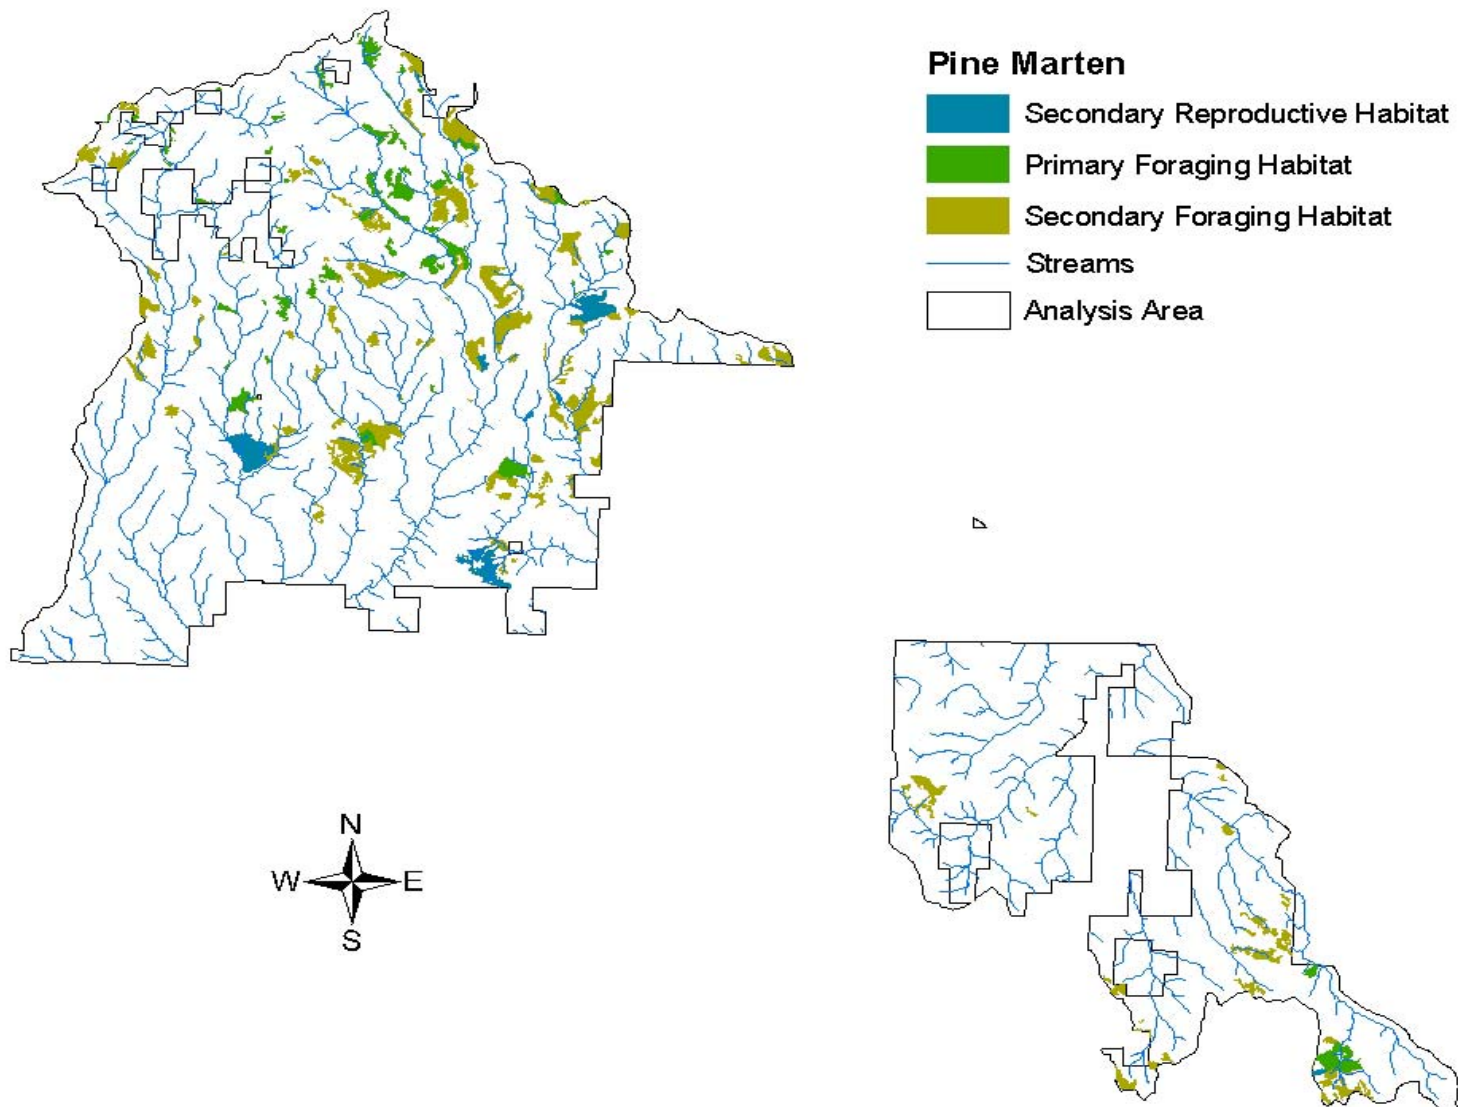 Pine Marten
Secondary Reproductive Habitat
Primary Foraging Habitat
Secondary Foraging Habitat
Streams
Analysis Area
N
W E
S